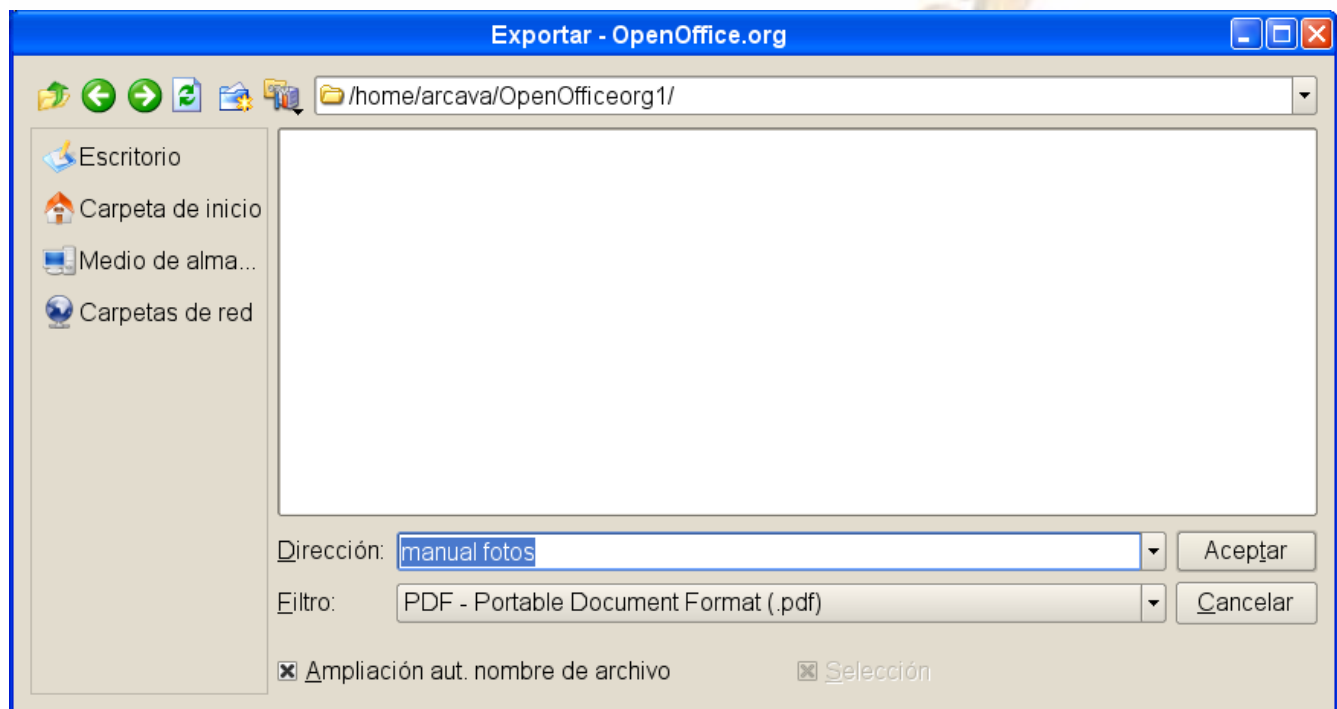 Exportar - OpenOffice.org
/home/arcava/OpenOfficeorg1/
Escritorio
Carpeta de inicio
Medio de alma...
Carpetas de red
Dirección: manual fotos Aceptar
Filtro: PDF - Portable Document Format (.pdf) Cancelar
Ampliación aut. nombre de archivo Selección